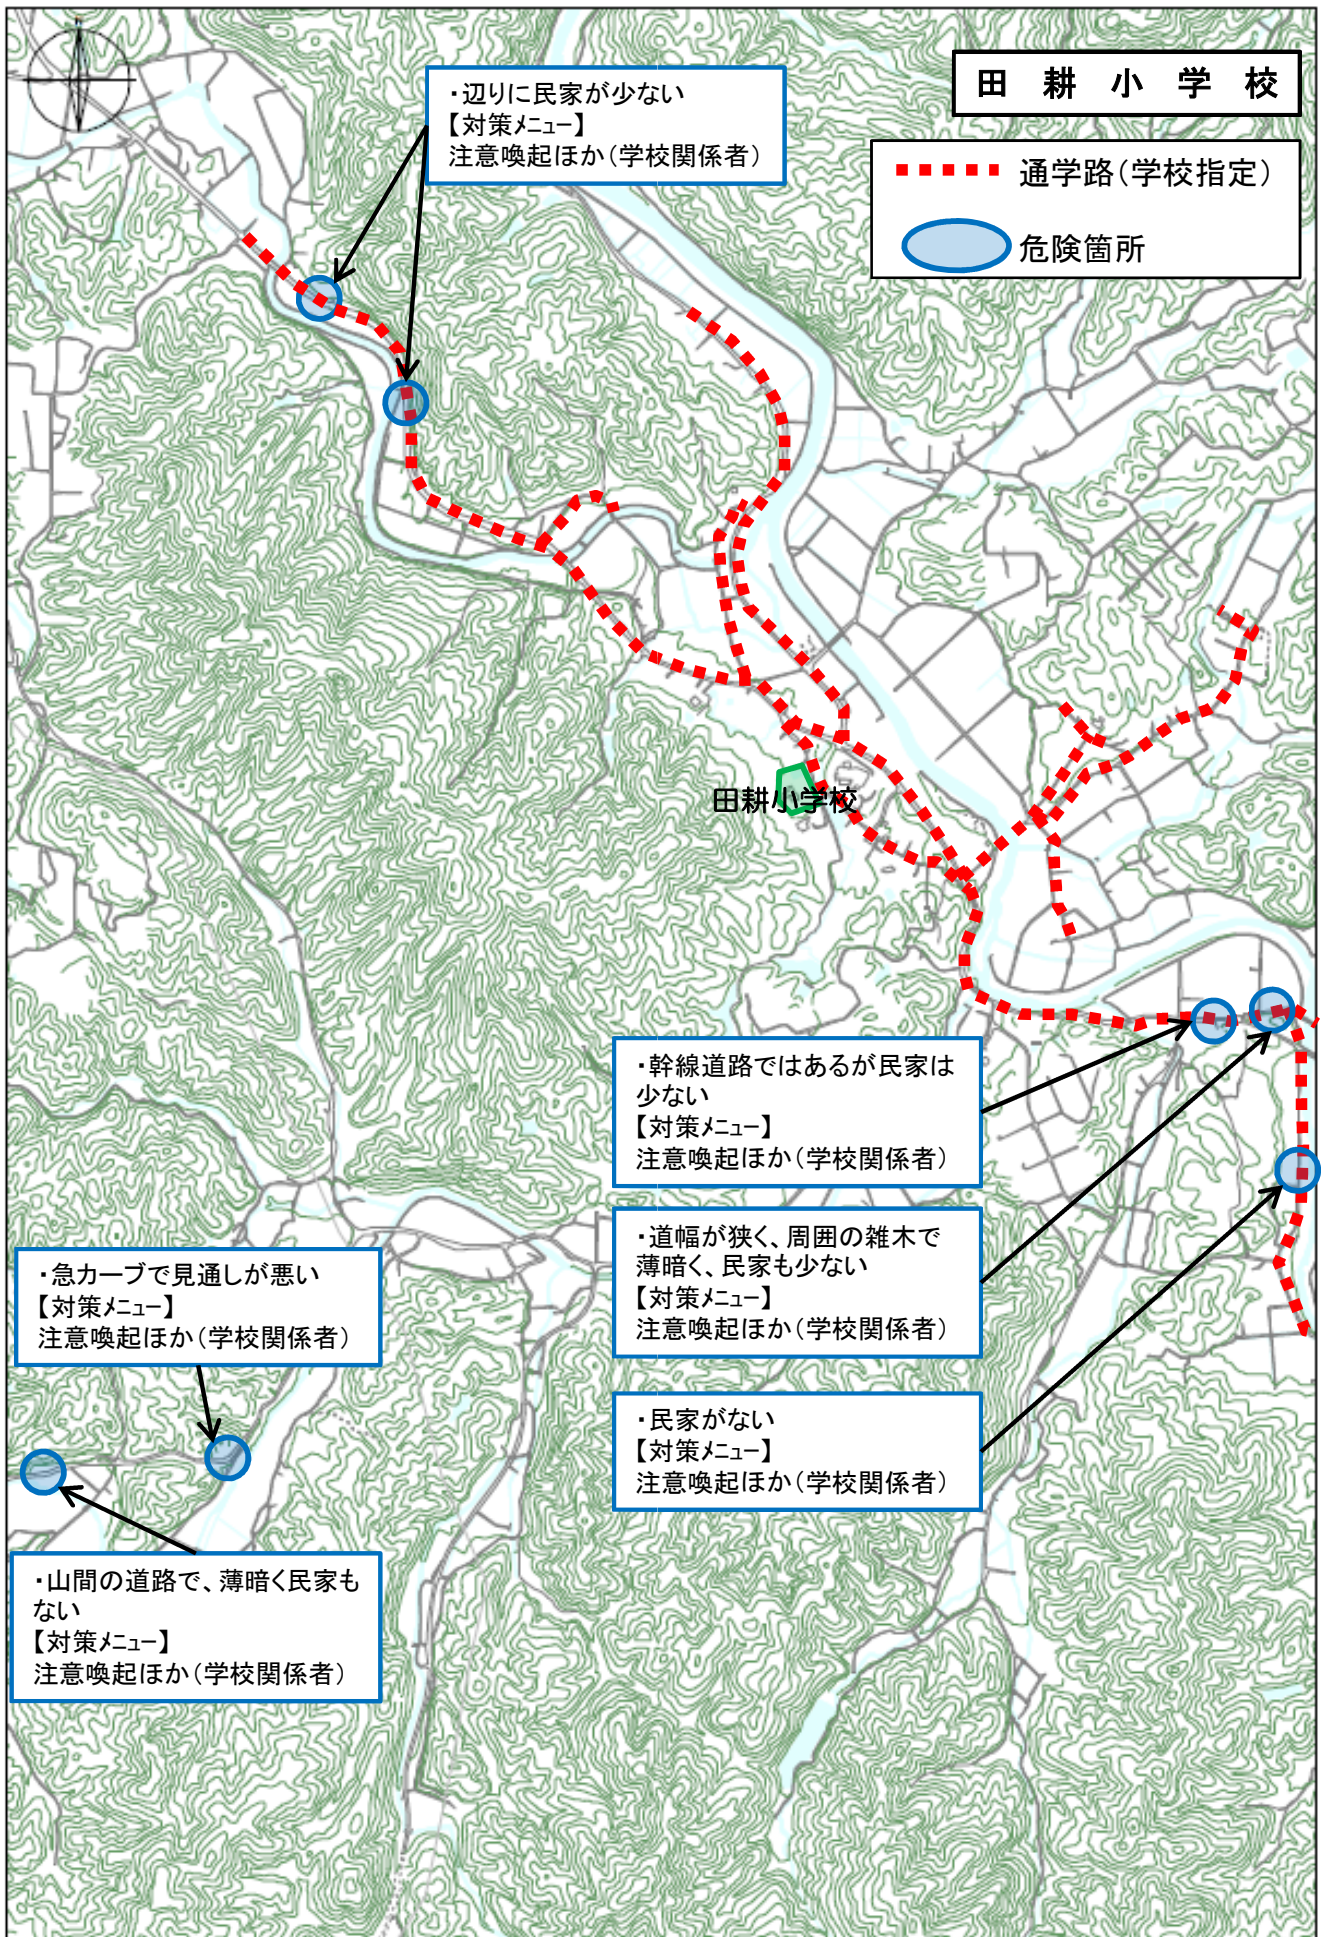 田耕小学校
通学路（学校指定）
危険箇所
・辺りに民家が少ない
【対策メニュー】
注意喚起ほか（学校関係者）
田耕小学校
・幹線道路ではあるが民家は
少ない
【対策メニュー】
注意喚起ほか（学校関係者）
・道幅が狭く、周囲の雑木で
薄暗く、民家も少ない
【対策メニュー】
注意喚起ほか（学校関係者）
・民家がない
【対策メニュー】
注意喚起ほか（学校関係者）
・急カーブで見通しが悪い
【対策メニュー】
注意喚起ほか（学校関係者）
・山間の道路で、薄暗く民家も
ない
【対策メニュー】
注意喚起ほか（学校関係者）